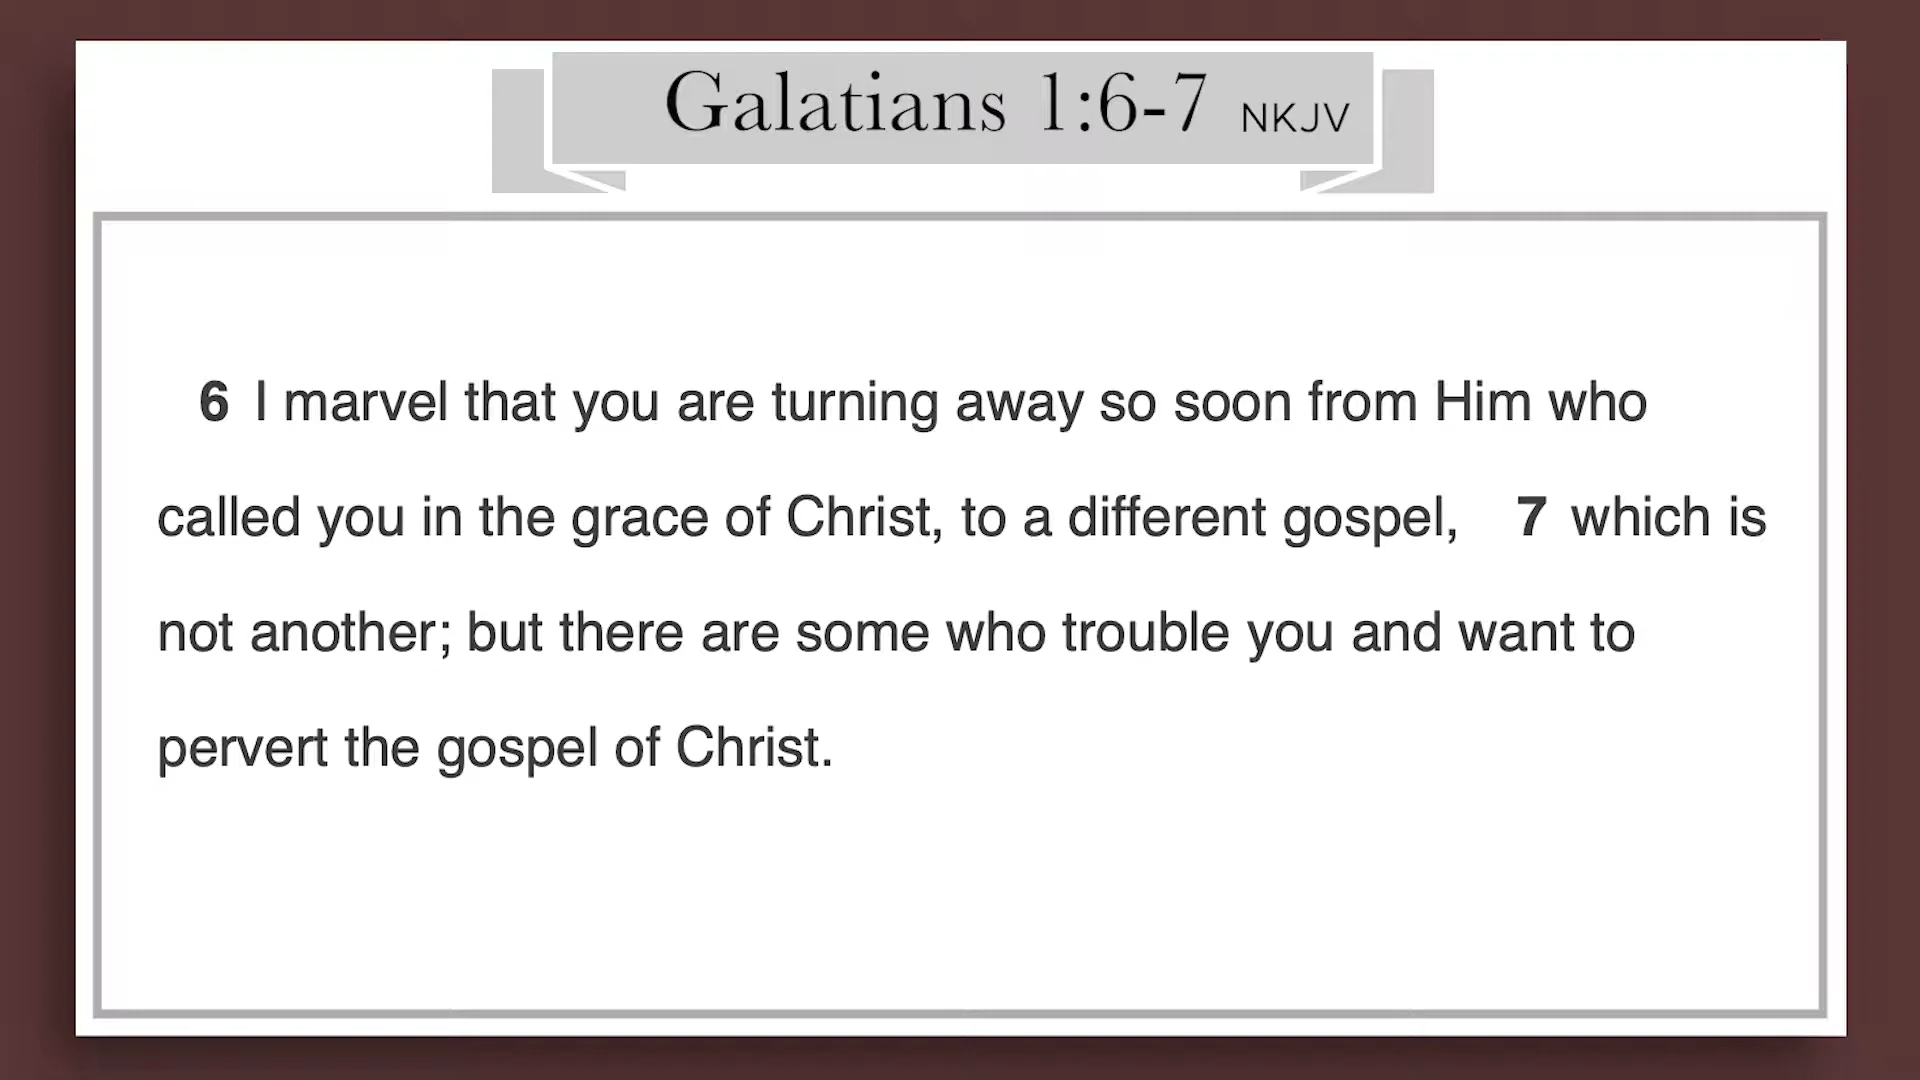 Galatians 1:6-7 NKJV
6 I marvel that you are turning away so soon from Him who
called you in the grace of Christ, to a different gospel, 7 which is
not another; but there are some who trouble you and want to
pervert the gospel of Christ.